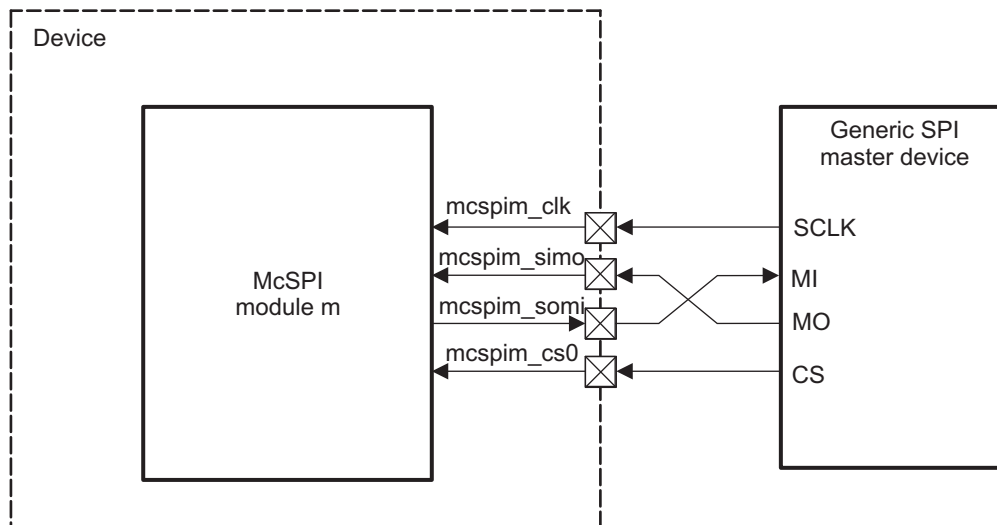 Device
Generic SPI
master device
mcspim_clk
SCLK
mcspim_simo
MI
McSPI
module m
mcspim_somi
MO
mcspim_cs0
CS